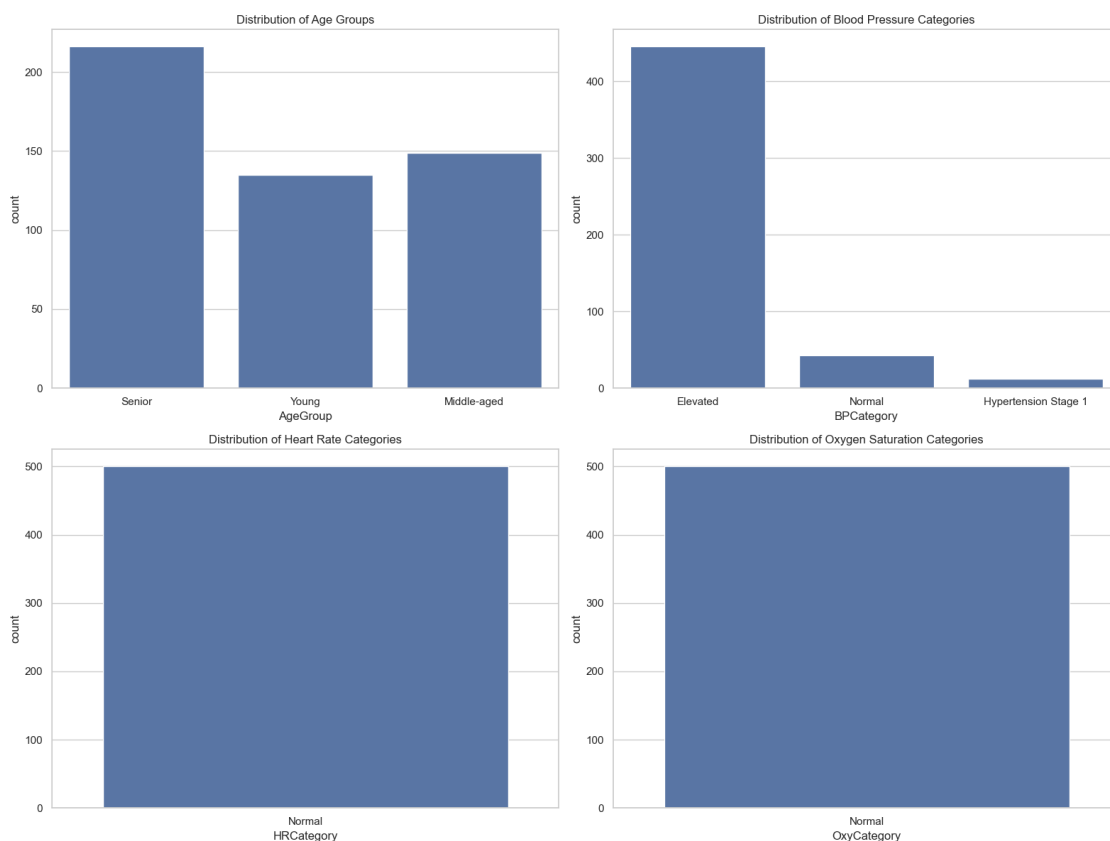 Distribution of Age Groups
count
200
150
100
50
0
Senior
Young
Middle-aged
AgeGroup
Distribution of Blood Pressure Categories
count
400
300
200
100
0
Elevated
Normal
Hypertension Stage 1
BPCategory
Distribution of Heart Rate Categories
count
500
400
300
200
100
0
Normal
HRCategory
Distribution of Oxygen Saturation Categories
count
500
400
300
200
100
0
Normal
OxyCategory